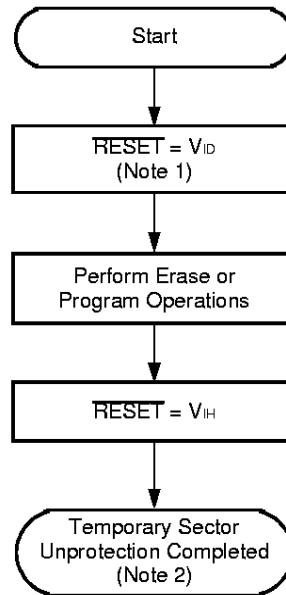 Start
RESET = VID
(Note 1)
Perform Erase or
Program Operations
RESET = VIH
Temporary Sector
Unprotection Completed
(Note 2)